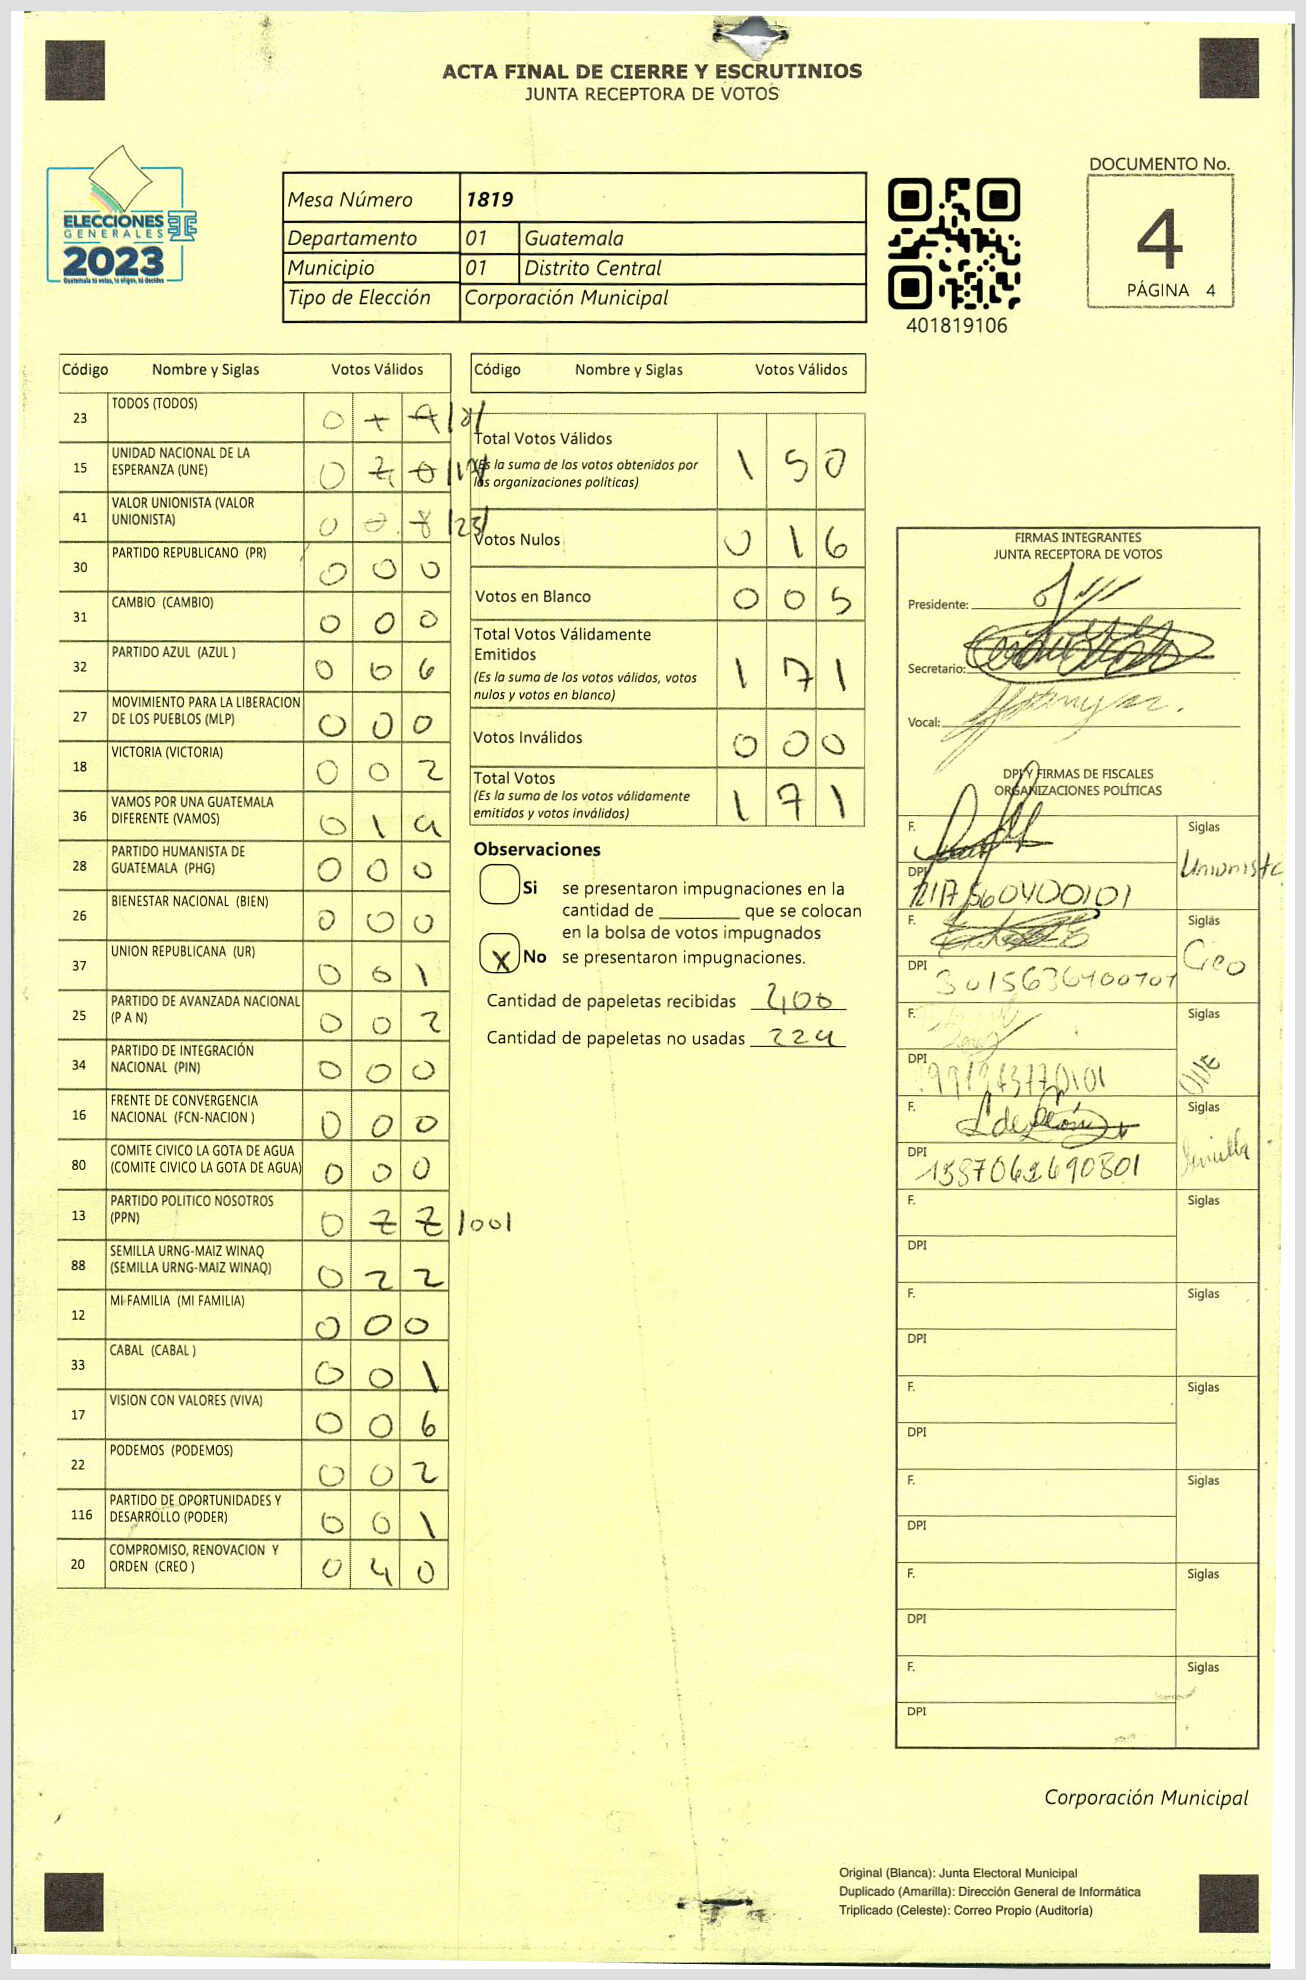 ACTA FINAL DE CIERRE Y ESCRUTINIOS
JUNTA RECEPTORA DE VOTOS
ELECCIONES
GENERALES
2023
Guatemala tú votas, tú eliges, tú decides
Mesa Número 1819
Departamento 01 Guatemala
Municipio 01 Distrito Central
Tipo de Elección Corporación Municipal
401819106
DOCUMENTO No.
4
PÁGINA 4
Código Nombre y Siglas Votos Válidos
23 TODOS (TODOS) 0
15 UNIDAD NACIONAL DE LA ESPERANZA (UNE) 0 2 0
41 VALOR UNIONISTA (VALOR UNIONISTA) 0 0 8 /23/
30 PARTIDO REPUBLICANO (PR) 0 0 0
31 CAMBIO (CAMBIO) 0 0 0
32 PARTIDO AZUL (AZUL ) 0 0 6
27 MOVIMIENTO PARA LA LIBERACION DE LOS PUEBLOS (MLP) 0 0 0
18 VICTORIA (VICTORIA) 0 0 2
36 VAMOS POR UNA GUATEMALA DIFERENTE (VAMOS) 0 1 9
28 PARTIDO HUMANISTA DE GUATEMALA (PHG) 0 0 0
26 BIENESTAR NACIONAL (BIEN) 0 0 0
37 UNION REPUBLICANA (UR) 0 0 1
25 PARTIDO DE AVANZADA NACIONAL (P A N) 0 0 2
34 PARTIDO DE INTEGRACIÓN NACIONAL (PIN) 0 0 0
16 FRENTE DE CONVERGENCIA NACIONAL (FCN-NACION ) 0 0 0
80 COMITE CIVICO LA GOTA DE AGUA (COMITE CIVICO LA GOTA DE AGUA) 0 0 0
13 PARTIDO POLITICO NOSOTROS (PPN) 0 2 2 /001
88 SEMILLA URNG-MAIZ WINAQ (SEMILLA URNG-MAIZ WINAQ) 0 2 2
12 MI FAMILIA (MI FAMILIA) 0 0 0
33 CABAL (CABAL ) 0 0 1
17 VISION CON VALORES (VIVA) 0 0 6
22 PODEMOS (PODEMOS) 0 0 2
116 PARTIDO DE OPORTUNIDADES Y DESARROLLO (PODER) 0 0 1
20 COMPROMISO, RENOVACION Y ORDEN (CREO ) 0 4 0
Código Nombre y Siglas Votos Válidos
Total Votos Válidos 1 5 0
(Es la suma de los votos obtenidos por
las organizaciones políticas)
Votos Nulos 0 1 6
Votos en Blanco 0 0 5
Total Votos Válidamente
Emitidos 1 7 1
(Es la suma de los votos válidos, votos
nulos y votos en blanco)
Votos Inválidos 0 0 0
Total Votos 1 7 1
(Es la suma de los votos válidamente
emitidos y votos inválidos)
Observaciones
Si se presentaron impugnaciones en la
cantidad de ________ que se colocan
en la bolsa de votos impugnados
X No se presentaron impugnaciones.
Cantidad de papeletas recibidas 400
Cantidad de papeletas no usadas 229
FIRMAS INTEGRANTES
JUNTA RECEPTORA DE VOTOS
Presidente:
Secretario:
Vocal:
DPI Y FIRMAS DE FISCALES
ORGANIZACIONES POLÍTICAS
F. Siglas
DPI Unionista
F. Siglas
DPI Creo
F. Siglas
DPI UNE
F. L de León Siglas
DPI 1587062690801 Semilla
F. Siglas
DPI
F. Siglas
DPI
F. Siglas
DPI
F. Siglas
DPI
F. Siglas
DPI
F. Siglas
DPI
Corporación Municipal
Original (Blanca): Junta Electoral Municipal
Duplicado (Amarilla): Dirección General de Informática
Triplicado (Celeste): Correo Propio (Auditoría)